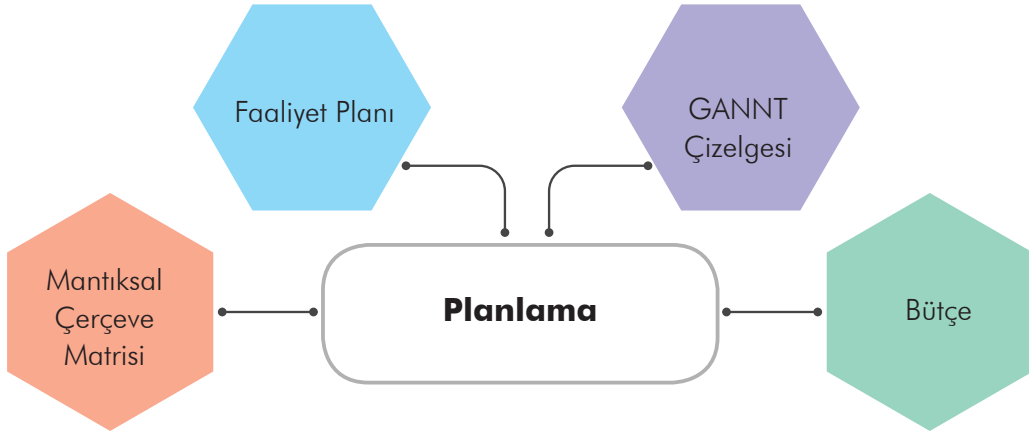 Faaliyet Planı
GANNT
Çizelgesi
Mantıksal
Çerçeve
Matrisi
Planlama
Bütçe